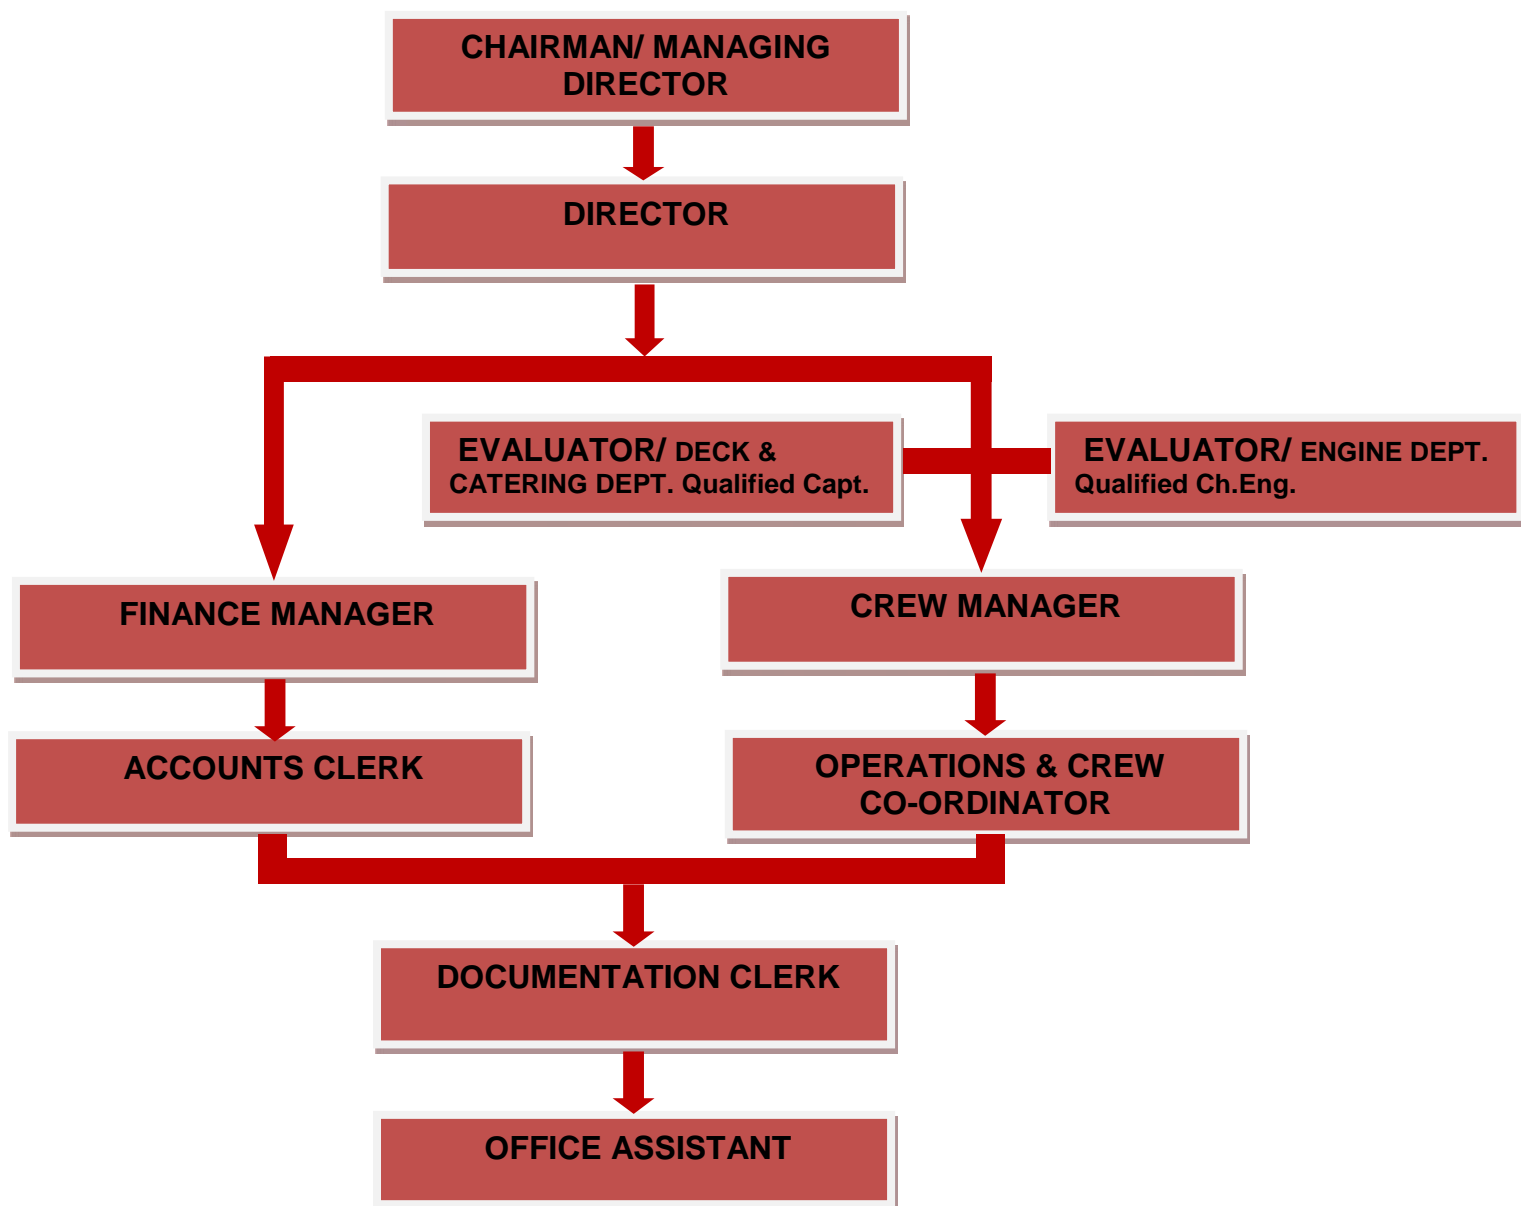 CHAIRMAN/ MANAGING
DIRECTOR
DIRECTOR
EVALUATOR/ DECK &
CATERING DEPT. Qualified Capt.
EVALUATOR/ ENGINE DEPT.
Qualified Ch.Eng.
FINANCE MANAGER
CREW MANAGER
ACCOUNTS CLERK
OPERATIONS & CREW
CO-ORDINATOR
DOCUMENTATION CLERK
OFFICE ASSISTANT